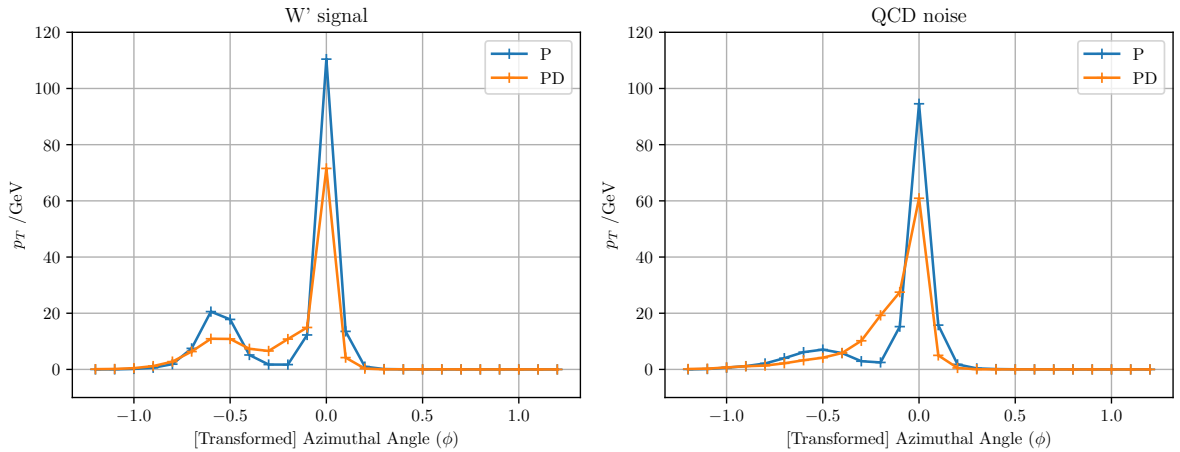 W' signal
120
100
80
60
40
20
0
p_T /GeV
−1.0 −0.5 0.0 0.5 1.0
[Transformed] Azimuthal Angle (ϕ)
P
PD
QCD noise
120
100
80
60
40
20
0
p_T /GeV
−1.0 −0.5 0.0 0.5 1.0
[Transformed] Azimuthal Angle (ϕ)
P
PD